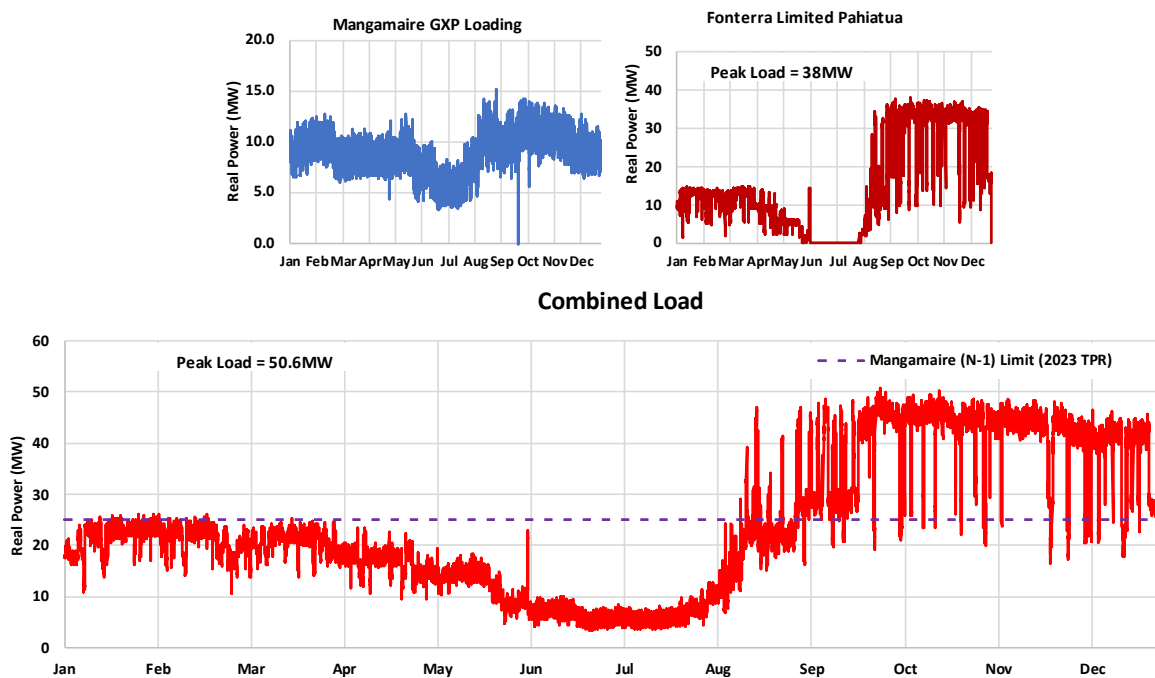 Mangamaire GXP Loading
20.0
15.0
10.0
5.0
0.0
Real Power (MW)
Jan Feb Mar Apr May Jun Jul Aug Sep Oct Nov Dec
Fonterra Limited Pahiatua
Peak Load = 38MW
50
40
30
20
10
0
Real Power (MW)
Jan Feb Mar Apr May Jun Jul Aug Sep Oct Nov Dec
Combined Load
Peak Load = 50.6MW
Mangamaire (N-1) Limit (2023 TPR)
60
50
40
30
20
10
0
Real Power (MW)
Jan Feb Mar Apr May Jun Jul Aug Sep Oct Nov Dec